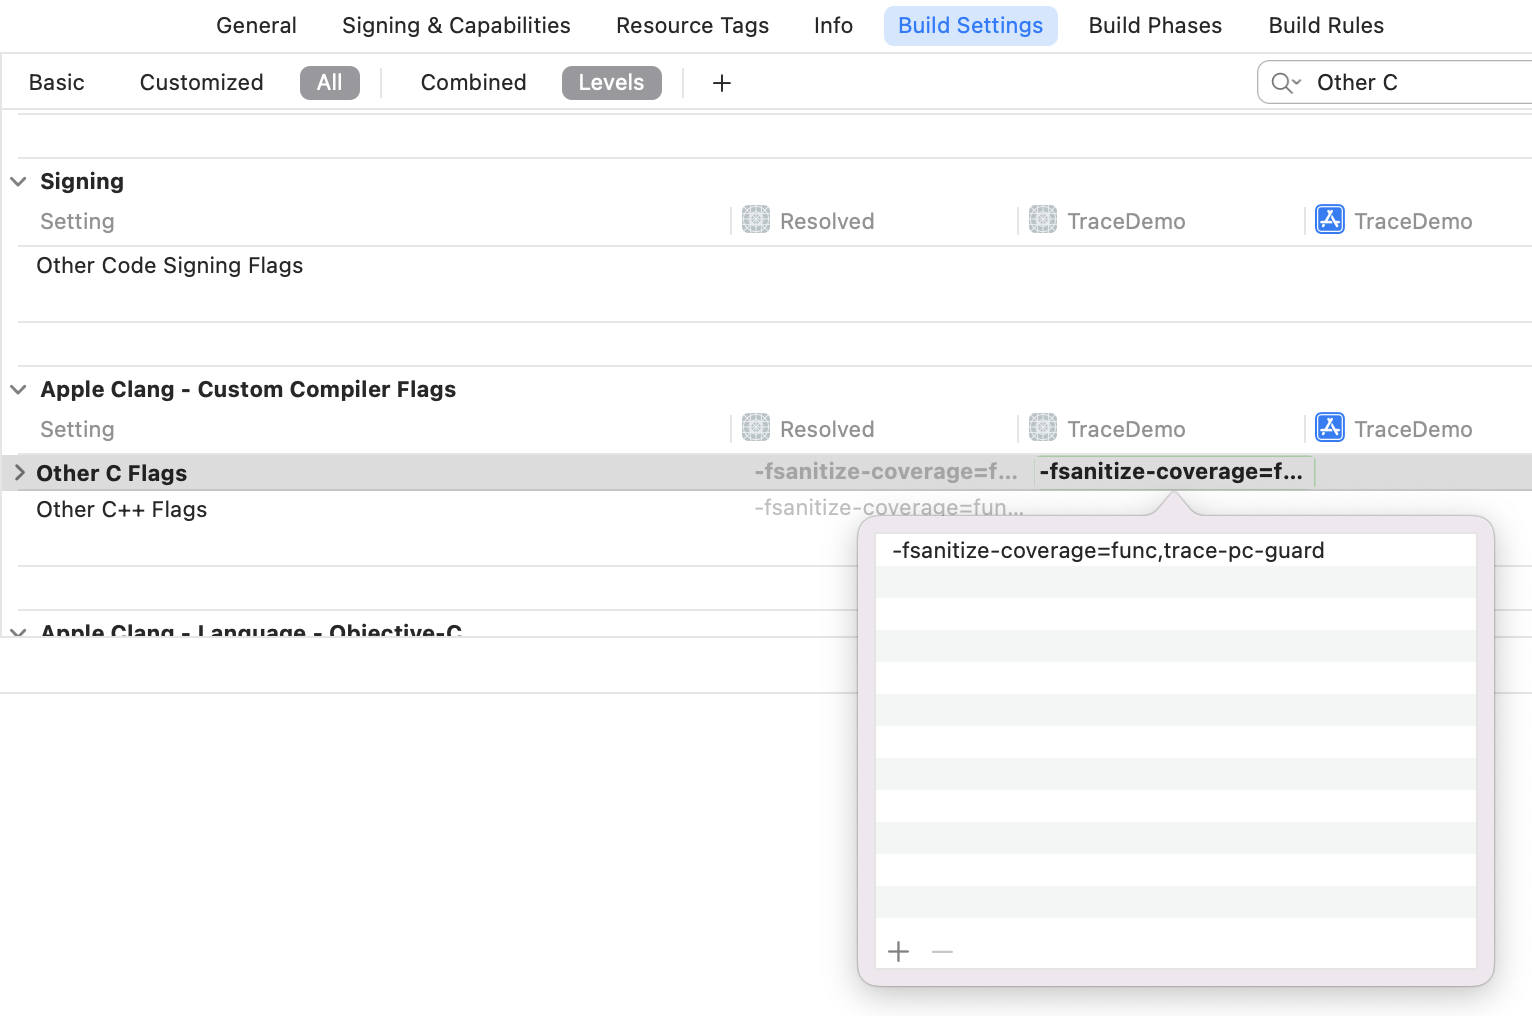 General Signing & Capabilities Resource Tags Info Build Settings Build Phases Build Rules
Basic Customized All Combined Levels + Other C
Signing
Setting Resolved TraceDemo TraceDemo
Other Code Signing Flags
Apple Clang - Custom Compiler Flags
Setting Resolved TraceDemo TraceDemo
Other C Flags -fsanitize-coverage=f... -fsanitize-coverage=f...
Other C++ Flags -fsanitize-coverage=fun...
-fsanitize-coverage=func,trace-pc-guard
Apple Clang - Language - Objective-C